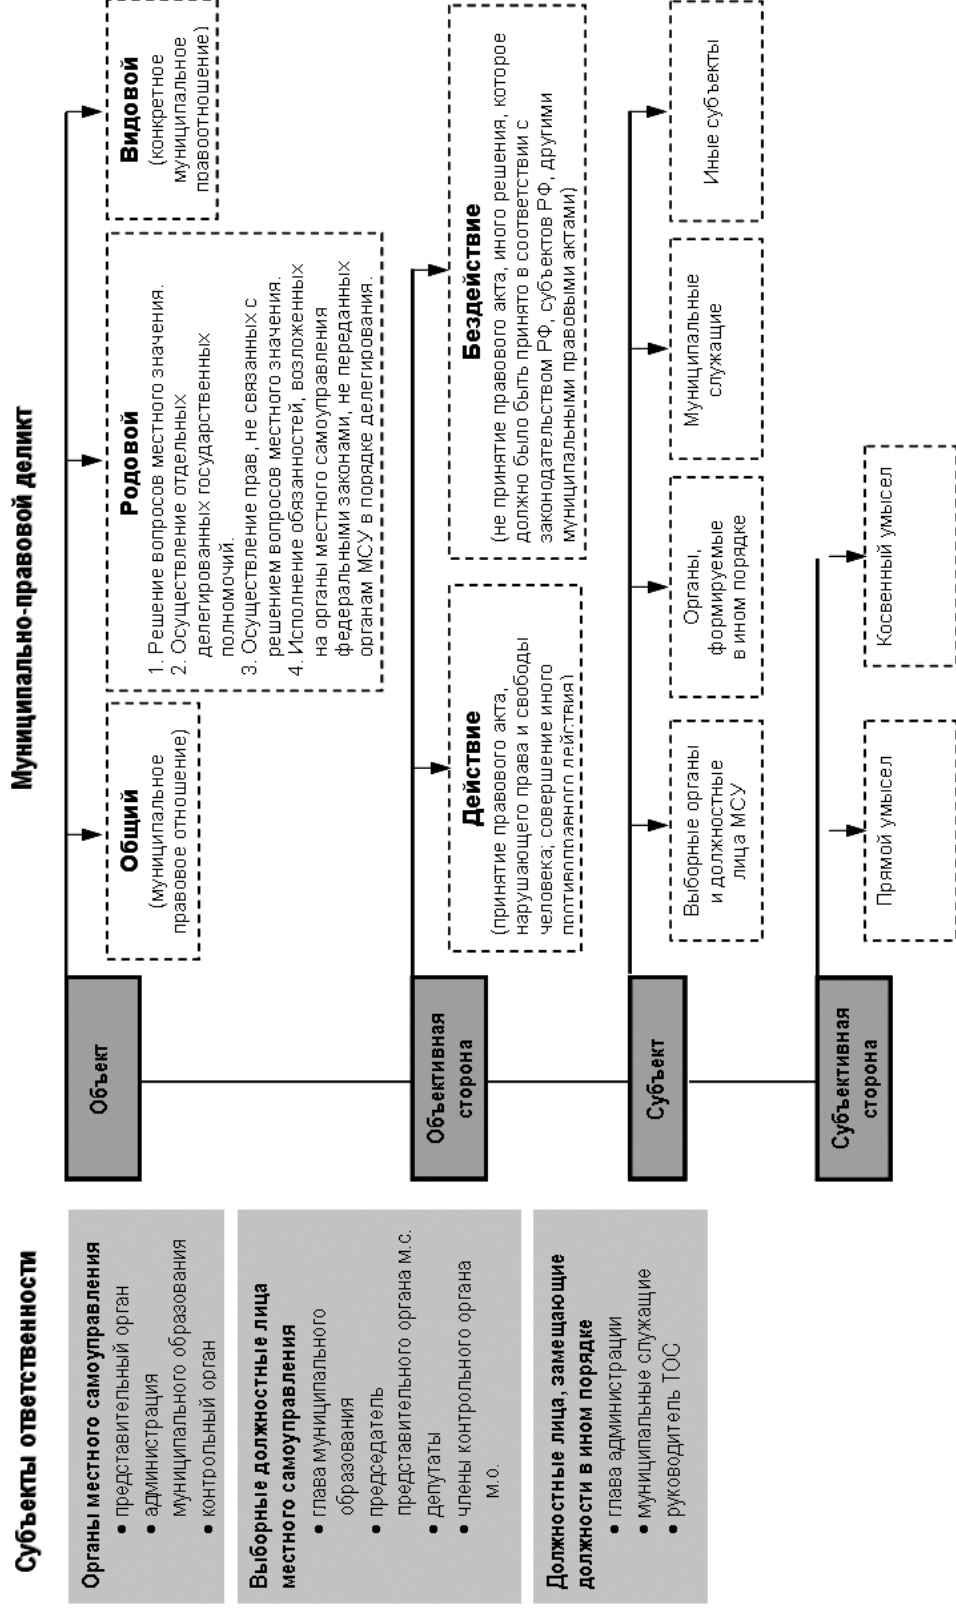 Субъекты ответственности
Органы местного самоуправления
• представительный орган
• администрация
муниципального образования
• контрольный орган
Выборные должностные лица
местного самоуправления
• глава муниципального
образования
• председатель
представительного органа м.с.
• депутаты
• члены контрольного органа
м.о.
Должностные лица, замещающие
должности в ином порядке
• глава администрации
• муниципальные служащие
• руководитель ТОС
Муниципально-правовой деликт
Объект
Общий
(муниципальное
правовое отношение)
Родовой
1. Решение вопросов местного значения.
2. Осуществление отдельных
делегированных государственных
полномочий.
3. Осуществление прав, не связанных с
решением вопросов местного значения.
4. Исполнение обязанностей, возложенных
на органы местного самоуправления
федеральными законами, не переданных
органам МСУ в порядке делегирования.
Видовой
(конкретное
муниципальное
правоотношение)
Объективная
сторона
Действие
(принятие правового акта,
нарушающего права и свободы
человека; совершение иного
противоправного действия)
Бездействие
(не принятие правового акта, иного решения, которое
должно было быть принято в соответствии с
законодательством РФ, субъектов РФ, другими
муниципальными правовыми актами)
Субъект
Выборные органы
и должностные
лица МСУ
Органы,
формируемые
в ином порядке
Муниципальные
служащие
Иные субъекты
Субъективная
сторона
Прямой умысел
Косвенный умысел